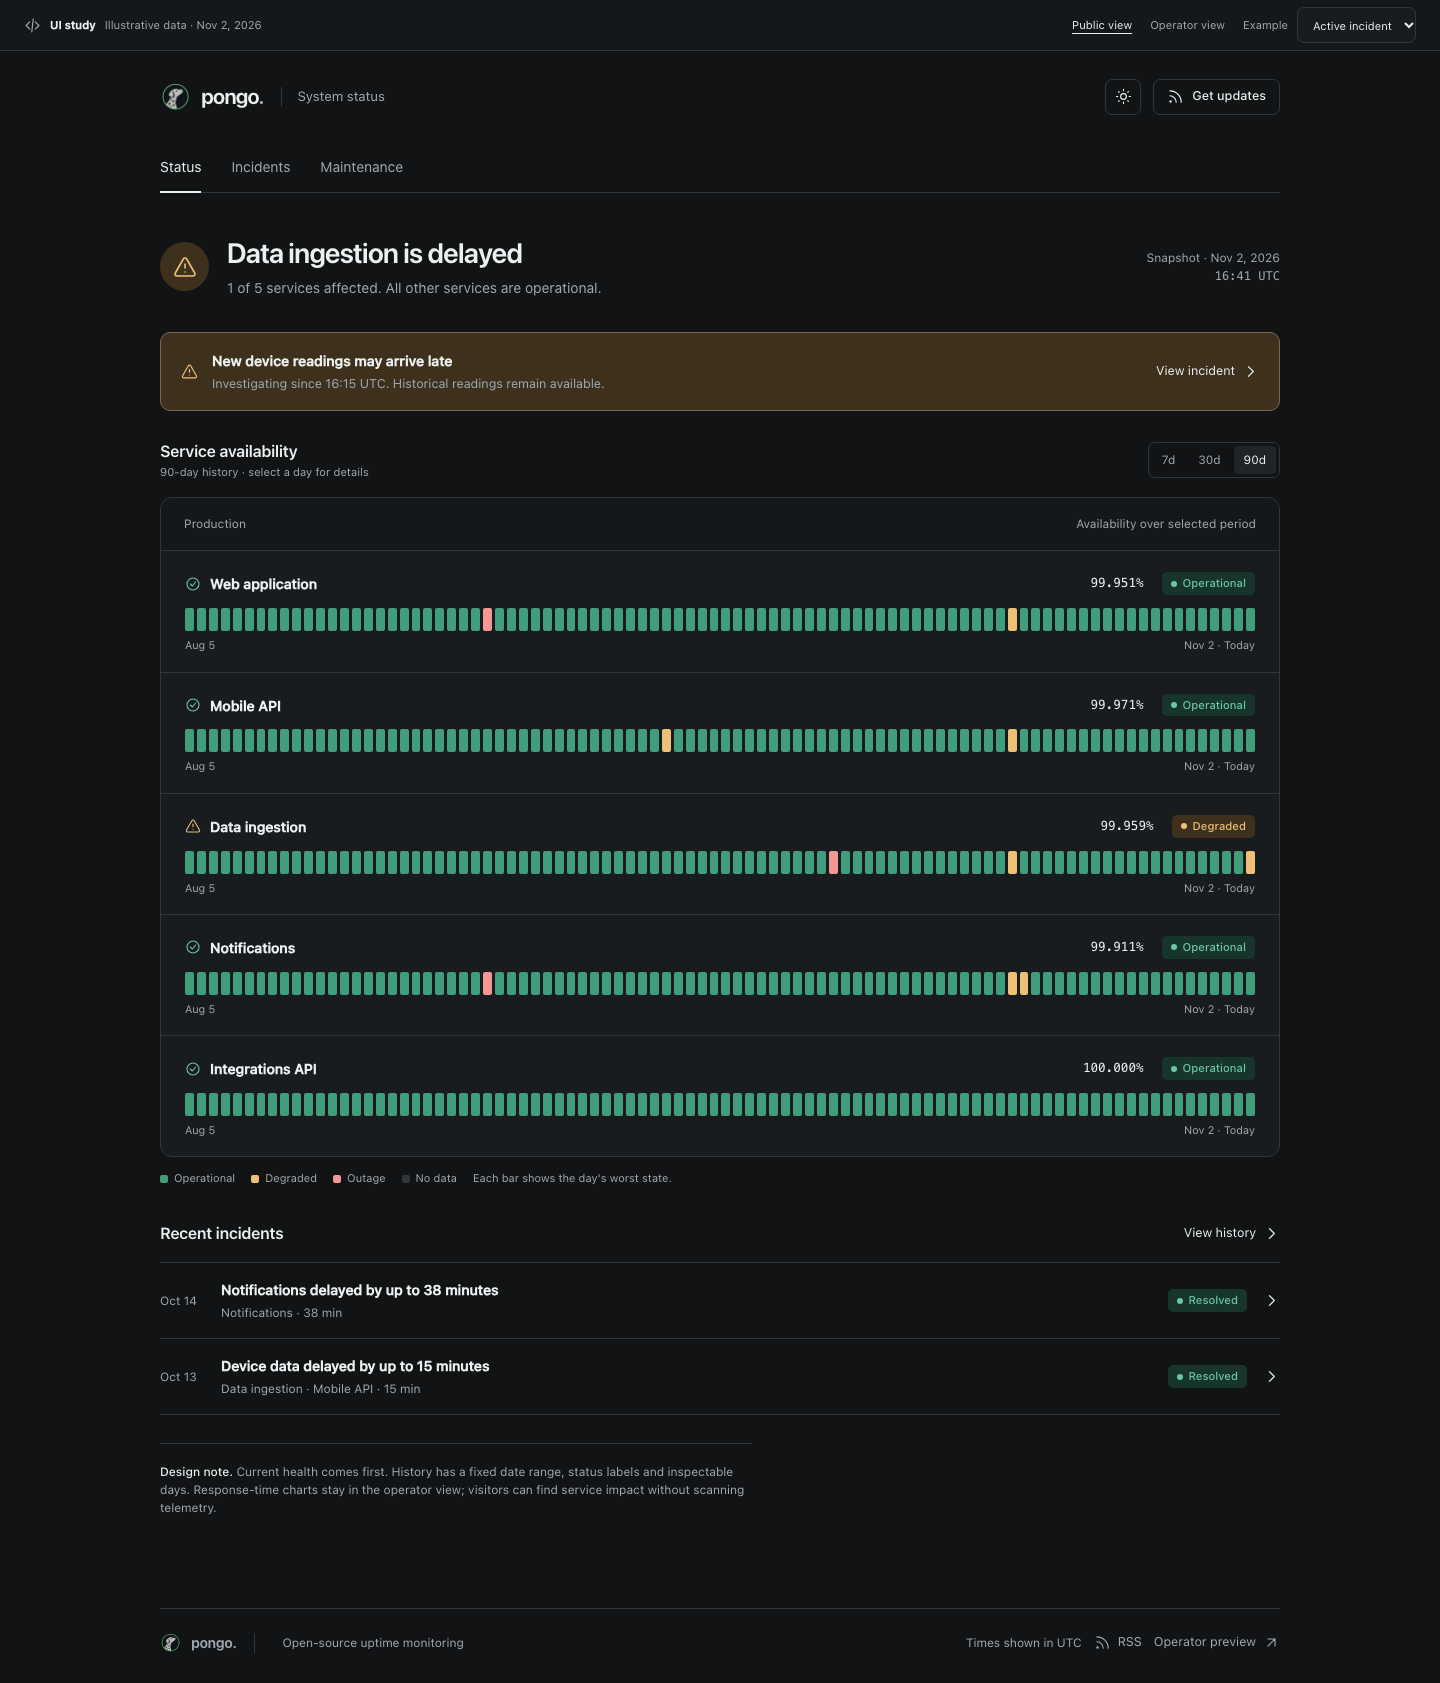 UI study Illustrative data · Nov 2, 2026
Public view Operator view Example Active incident
pongo. System status
Get updates
Status Incidents Maintenance
Data ingestion is delayed
1 of 5 services affected. All other services are operational.
Snapshot · Nov 2, 2026
16:41 UTC
New device readings may arrive late
Investigating since 16:15 UTC. Historical readings remain available.
View incident
Service availability
90-day history · select a day for details
7d 30d 90d
Production Availability over selected period
Web application 99.951% Operational
Aug 5 Nov 2 · Today
Mobile API 99.971% Operational
Aug 5 Nov 2 · Today
Data ingestion 99.959% Degraded
Aug 5 Nov 2 · Today
Notifications 99.911% Operational
Aug 5 Nov 2 · Today
Integrations API 100.000% Operational
Aug 5 Nov 2 · Today
Operational Degraded Outage No data Each bar shows the day's worst state.
Recent incidents View history
Oct 14 Notifications delayed by up to 38 minutes
Notifications · 38 min
Resolved
Oct 13 Device data delayed by up to 15 minutes
Data ingestion · Mobile API · 15 min
Resolved
Design note. Current health comes first. History has a fixed date range, status labels and inspectable
days. Response-time charts stay in the operator view; visitors can find service impact without scanning
telemetry.
pongo. Open-source uptime monitoring
Times shown in UTC RSS Operator preview